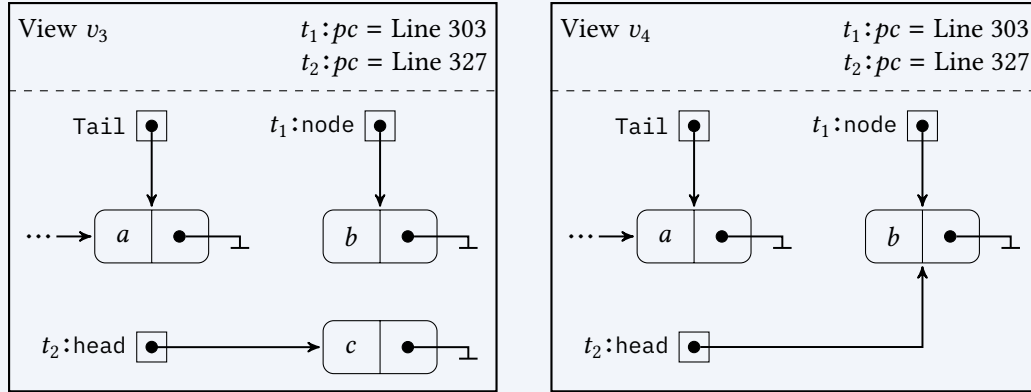 View v₃ t₁:pc = Line 303
t₂:pc = Line 327
Tail t₁:node
... a b
t₂:head c
View v₄ t₁:pc = Line 303
t₂:pc = Line 327
Tail t₁:node
... a b
t₂:head